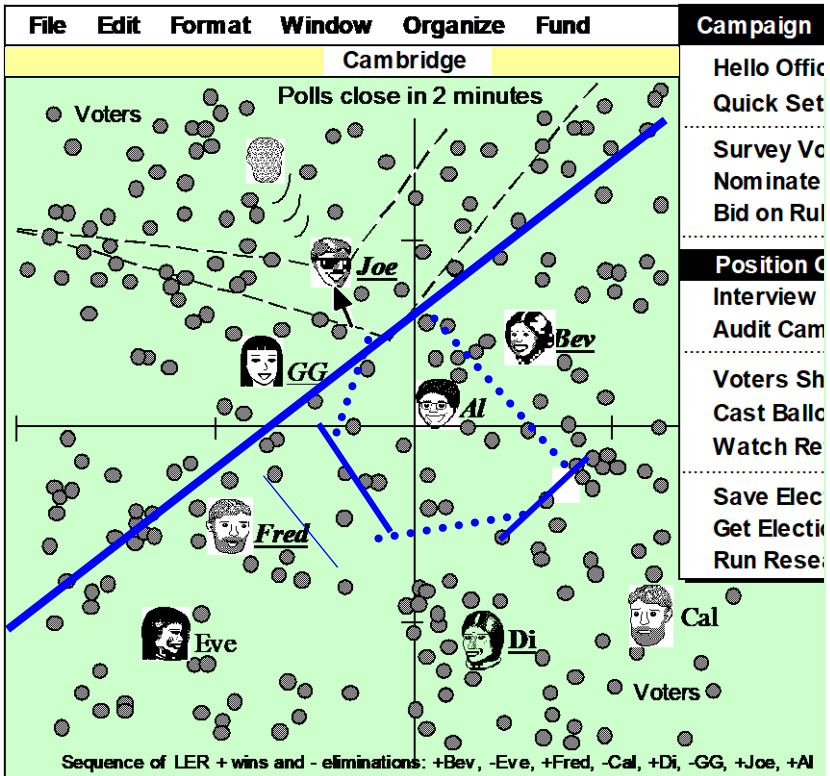 File Edit Format Window Organize Fund
Campaign
Cambridge
Hello Offic
Quick Set
Polls close in 2 minutes
Voters
Survey Vo
Nominate
Bid on Rul
Joe
Position C
Interview
Audit Cam
Bev
GG
Voters Sh
Al
Cast Ballo
Watch Re
Save Elec
Get Electio
Run Resea
Fred
Cal
Eve
Di
Voters
Sequence of LER + wins and - eliminations: +Bev, -Eve, +Fred, -Cal, +Di, -GG, +Joe, +Al